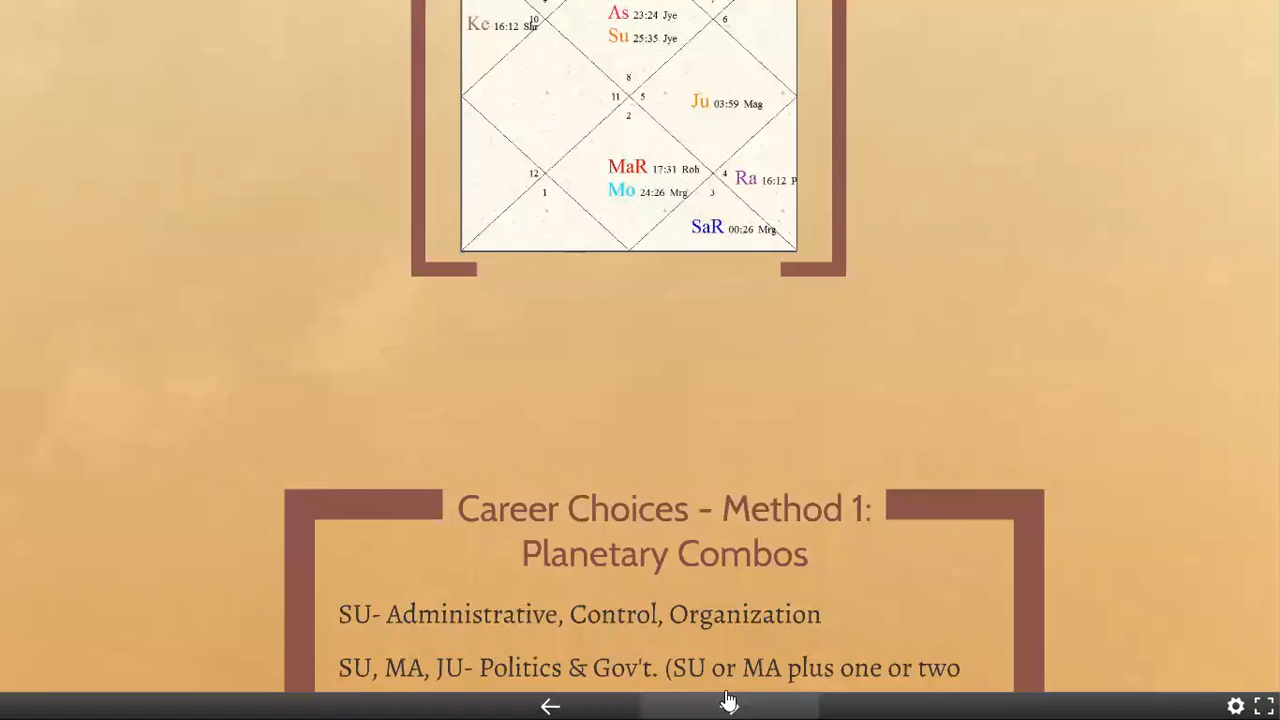 As 23:24 Jye
Ke 16:12 Shr
10
6
Su 25:35 Jye
8
11 5
Ju 03:59 Mag
2
MaR 17:31 Roh
12
4
Ra 16:12 P
Mo 24:26 Mrg
1
3
SaR 00:26 Mrg
Career Choices - Method 1:
Planetary Combos
SU- Administrative, Control, Organization
SU, MA, JU- Politics & Gov't. (SU or MA plus one or two